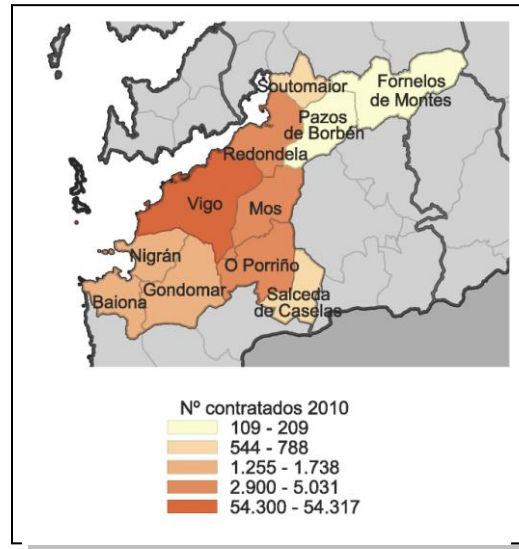 Soutomaior
Fornelos
de Montes
Pazos
de Borbén
Redondela
Vigo
Mos
Nigrán
O Porriño
Gondomar
Baiona
Salceda
de Caselas
Nº contratados 2010
109 - 209
544 - 788
1.255 - 1.738
2.900 - 5.031
54.300 - 54.317